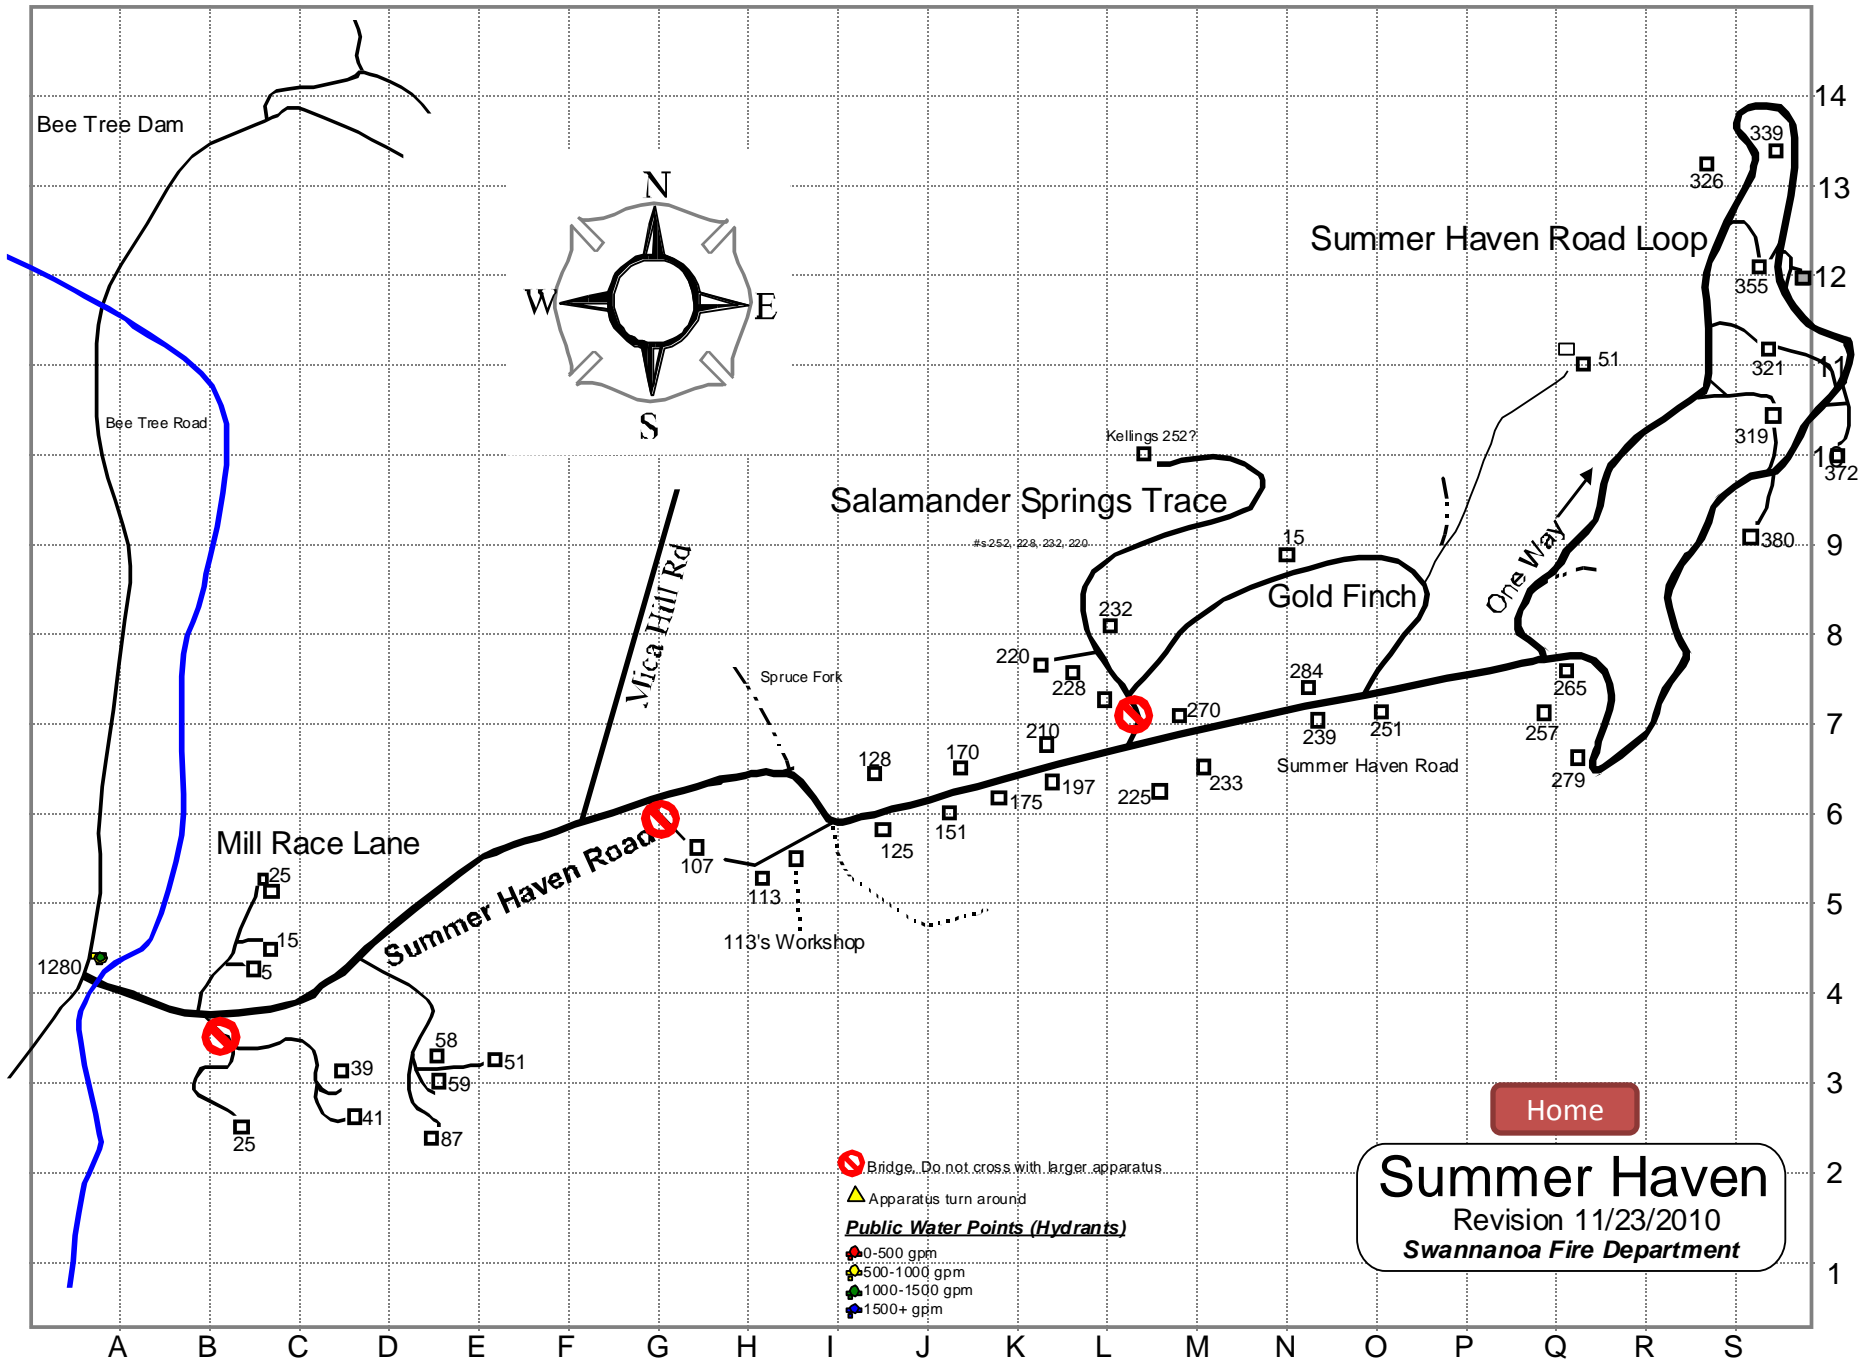 14
Bee Tree Dam
339
326
13
N
Summer Haven Road Loop
W
E
355
12
51
321
11
S
Bee Tree Road
Kellings 252?
319
10
372
Salamander Springs Trace
#s 252, 228, 232, 220
15
9
380
Mica Hill Rd
One Way
Gold Finch
232
8
220
228
Spruce Fork
284
265
270
7
210
239
251
257
128
170
Summer Haven Road
279
197
175
225
233
6
151
125
Mill Race Lane
Summer Haven Road
107
25
113
5
15
113's Workshop
1280
5
4
58
51
39
59
3
41
25
87
Home
Bridge. Do not cross with larger apparatus
2
Apparatus turn around
Public Water Points (Hydrants)
0-500 gpm
500-1000 gpm
1000-1500 gpm
1500+ gpm
Summer Haven
Revision 11/23/2010
Swannanoa Fire Department
1
A B C D E F G H I J K L M N O P Q R S